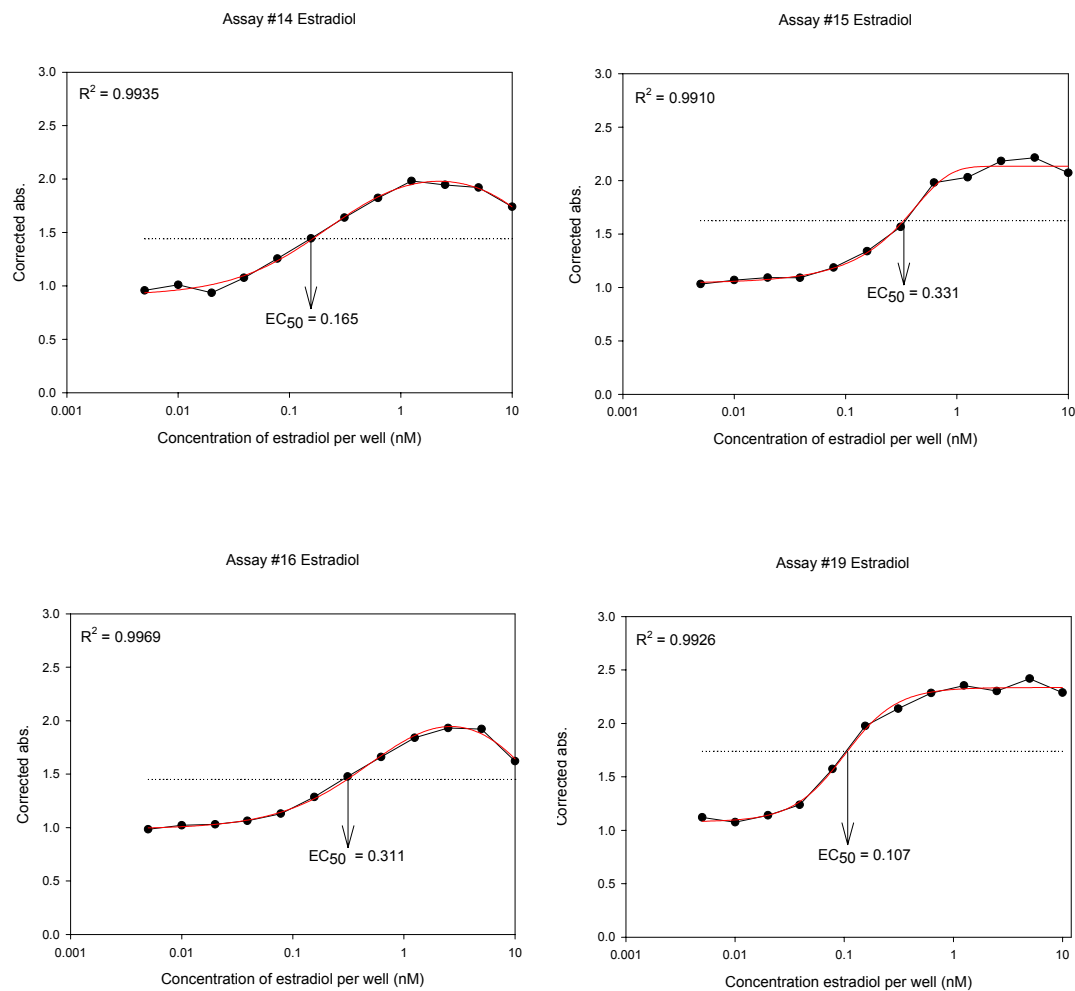 Assay #14 Estradiol
R² = 0.9935
3.0
2.5
2.0
1.5
1.0
0.5
0.0
Corrected abs.
EC50 = 0.165
0.001 0.01 0.1 1 10
Concentration of estradiol per well (nM)
Assay #15 Estradiol
R² = 0.9910
3.0
2.5
2.0
1.5
1.0
0.5
0.0
Corrected abs.
EC50 = 0.331
0.001 0.01 0.1 1 10
Concentration of estradiol per well (nM)
Assay #16 Estradiol
R² = 0.9969
3.0
2.5
2.0
1.5
1.0
0.5
0.0
Corrected abs.
EC50 = 0.311
0.001 0.01 0.1 1 10
Concentration of estradiol per well (nM)
Assay #19 Estradiol
R² = 0.9926
3.0
2.5
2.0
1.5
1.0
0.5
0.0
Corrected abs.
EC50 = 0.107
0.001 0.01 0.1 1 10
Concentration estradiol per well (nM)